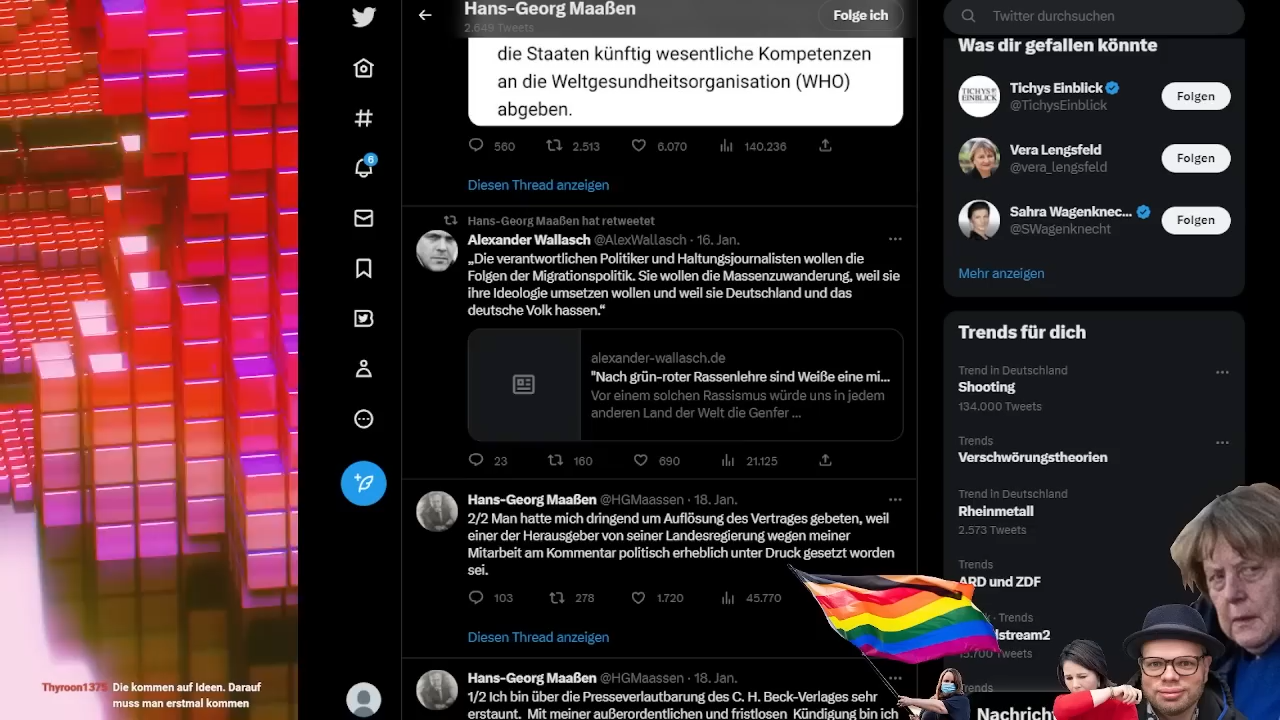 Hans-Georg Maaßen
2.649 Tweets
Folge ich
die Staaten künftig wesentliche Kompetenzen
an die Weltgesundheitsorganisation (WHO)
abgeben.
560 2.513 6.070 140.236
Diesen Thread anzeigen
Hans-Georg Maaßen hat retweetet
Alexander Wallasch @AlexWallasch · 16. Jan.
„Die verantwortlichen Politiker und Haltungsjournalisten wollen die
Folgen der Migrationspolitik. Sie wollen die Massenzuwanderung, weil sie
ihre Ideologie umsetzen wollen und weil sie Deutschland und das
deutsche Volk hassen.“
alexander-wallasch.de
"Nach grün-roter Rassenlehre sind Weiße eine mi...
Vor einem solchen Rassismus würde uns in jedem
anderen Land der Welt die Genfer ...
23 160 690 21.125
Hans-Georg Maaßen @HGMaassen · 18. Jan.
2/2 Man hatte mich dringend um Auflösung des Vertrages gebeten, weil
einer der Herausgeber von seiner Landesregierung wegen meiner
Mitarbeit am Kommentar politisch erheblich unter Druck gesetzt worden
sei.
103 278 1.720 45.770
Diesen Thread anzeigen
Hans-Georg Maaßen @HGMaassen · 18. Jan.
1/2 Ich bin über die Presseverlautbarung des C. H. Beck-Verlages sehr
erstaunt. Mit meiner außerordentlichen und fristlosen Kündigung bin ich
Twitter durchsuchen
Was dir gefallen könnte
TICHYS
EINBLICK
Tichys Einblick
@TichysEinblick
Folgen
Vera Lengsfeld
@vera_lengsfeld
Folgen
Sahra Wagenknec...
@SWagenknecht
Folgen
Mehr anzeigen
Trends für dich
Trend in Deutschland
Shooting
134.000 Tweets
Trends
Verschwörungstheorien
Trend in Deutschland
Rheinmetall
2.573 Tweets
Trends
ARD und ZDF
· Trends
lstream2
15.700 Tweets
Trends
Nachrich
6
Thyroon1375 Die kommen auf Ideen. Darauf
muss man erstmal kommen